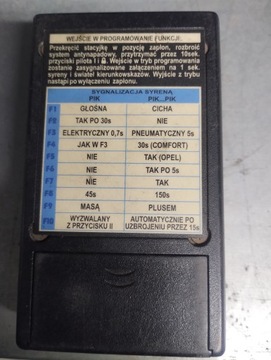 WEJŚCIE W PROGRAMOWANIE FUNKCJI:
Przekręcić stacyjkę w pozycję zapłon, rozbroić
system antynapadowy, przytrzymać przez 10sek.
przyciski pilota I i. Wejście w tryb programowania
zostanie zasygnalizowane załączeniem na 1 sek.
syreny i świateł kierunkowskazów. Wyjście z trybu
nastąpi po wyłączeniu zapłonu.
SYGNALIZACJA SYRENĄ
PIK PIK...PIK
F1 GŁOŚNA CICHA
F2 TAK PO 30s NIE
F3 ELEKTRYCZNY 0,7s PNEUMATYCZNY 5s
F4 JAK W F3 30s (COMFORT)
F5 NIE TAK (OPEL)
F6 NIE TAK PO 5s
F7 NIE TAK
F8 45s 150s
F9 MASĄ PLUSEM
F10 WYZWALANY AUTOMATYCZNIE PO
Z PRZYCISKU II UZBROJENIU PRZEZ 15s